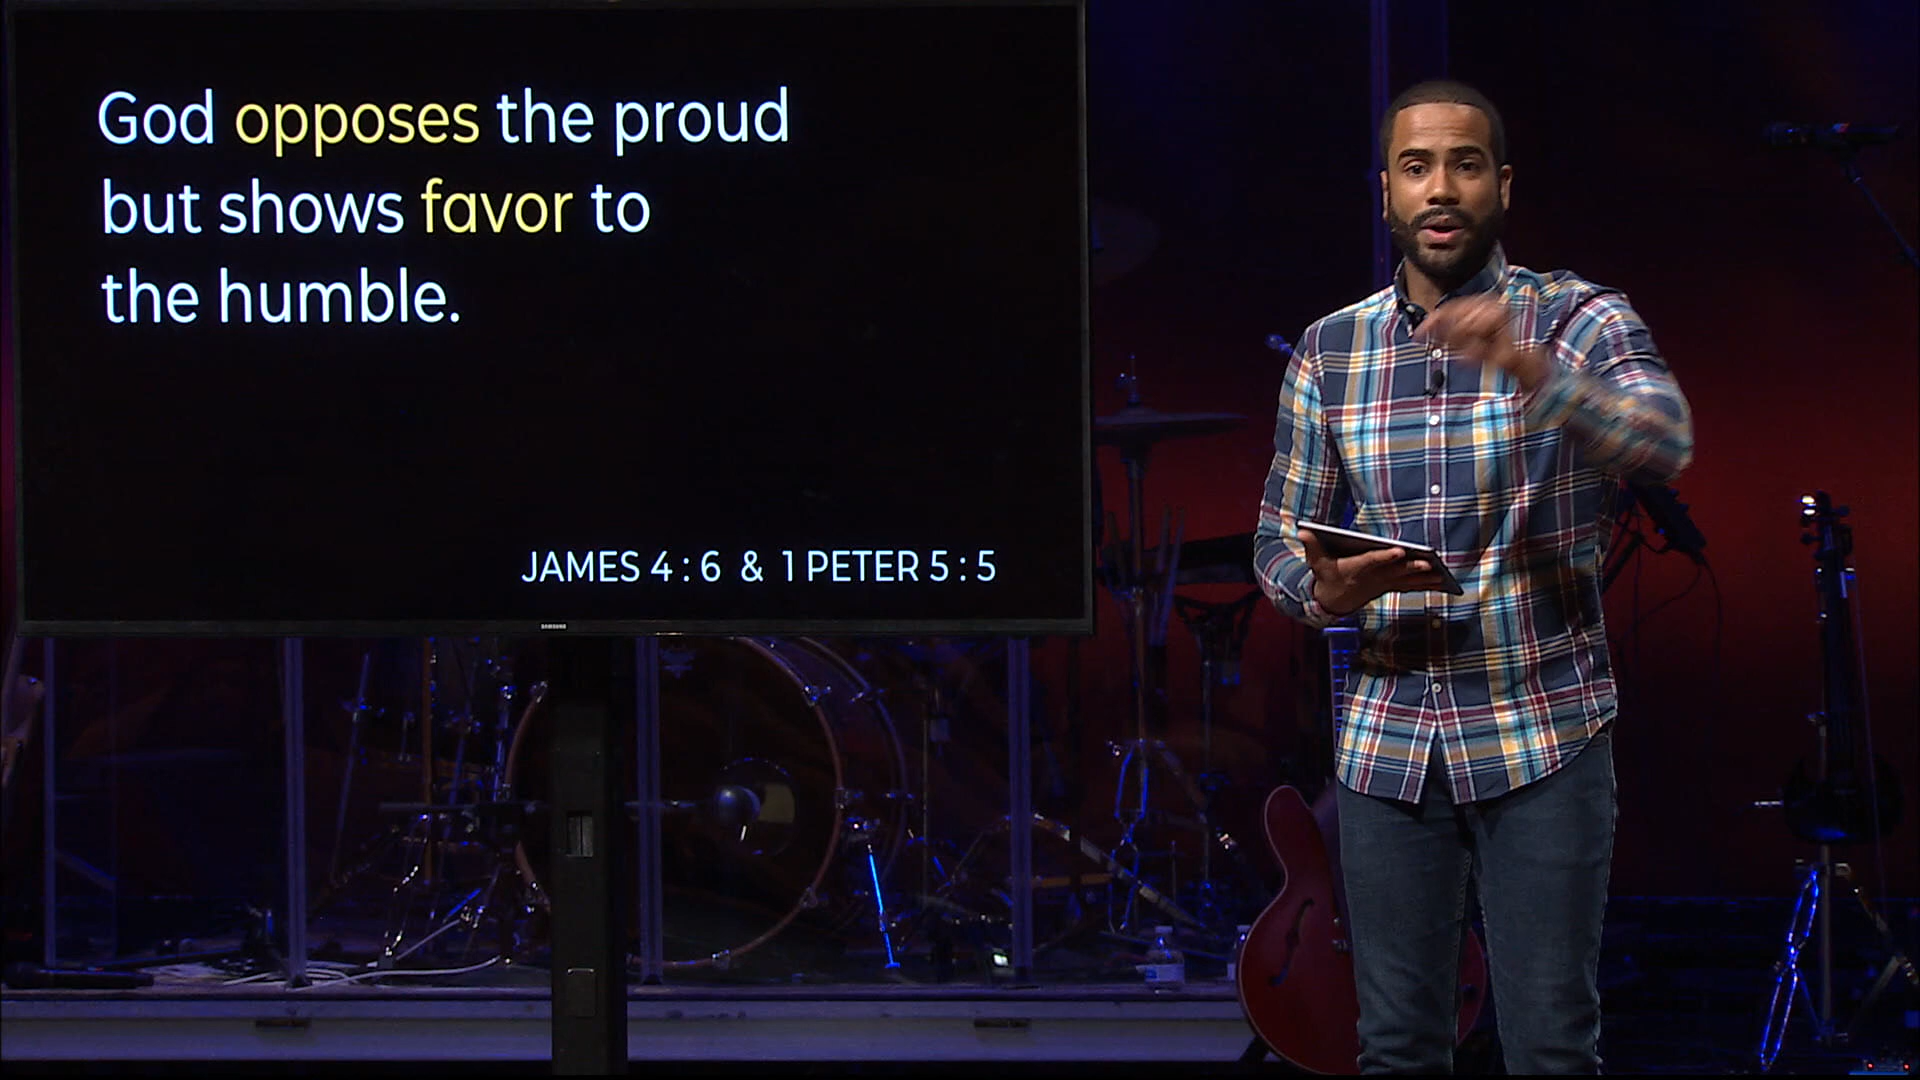 God opposes the proud
but shows favor to
the humble.
JAMES 4 : 6 & 1 PETER 5 : 5
SAMSUNG